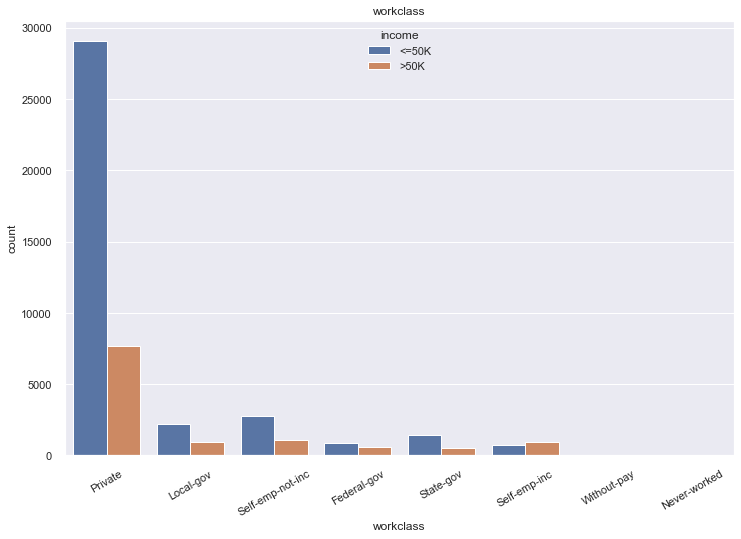 workclass
income
<=50K
>50K
30000
25000
20000
15000
10000
5000
0
count
Private
Local-gov
Self-emp-not-inc
Federal-gov
State-gov
Self-emp-inc
Without-pay
Never-worked
workclass